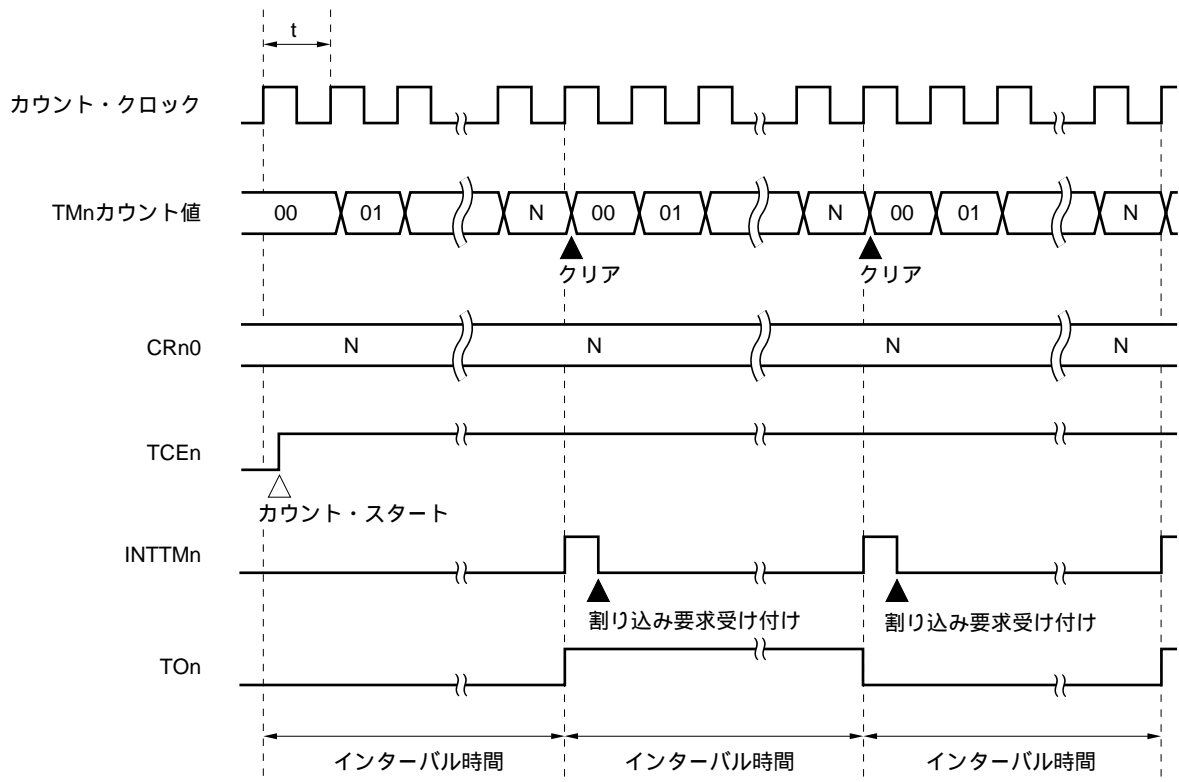 t
カウント・クロック
TMnカウント値 00 01 N 00 01 N 00 01 N
クリア クリア
CRn0 N N N N
TCEn
カウント・スタート
INTTMn
割り込み要求受け付け 割り込み要求受け付け
TOn
インターバル時間 インターバル時間 インターバル時間